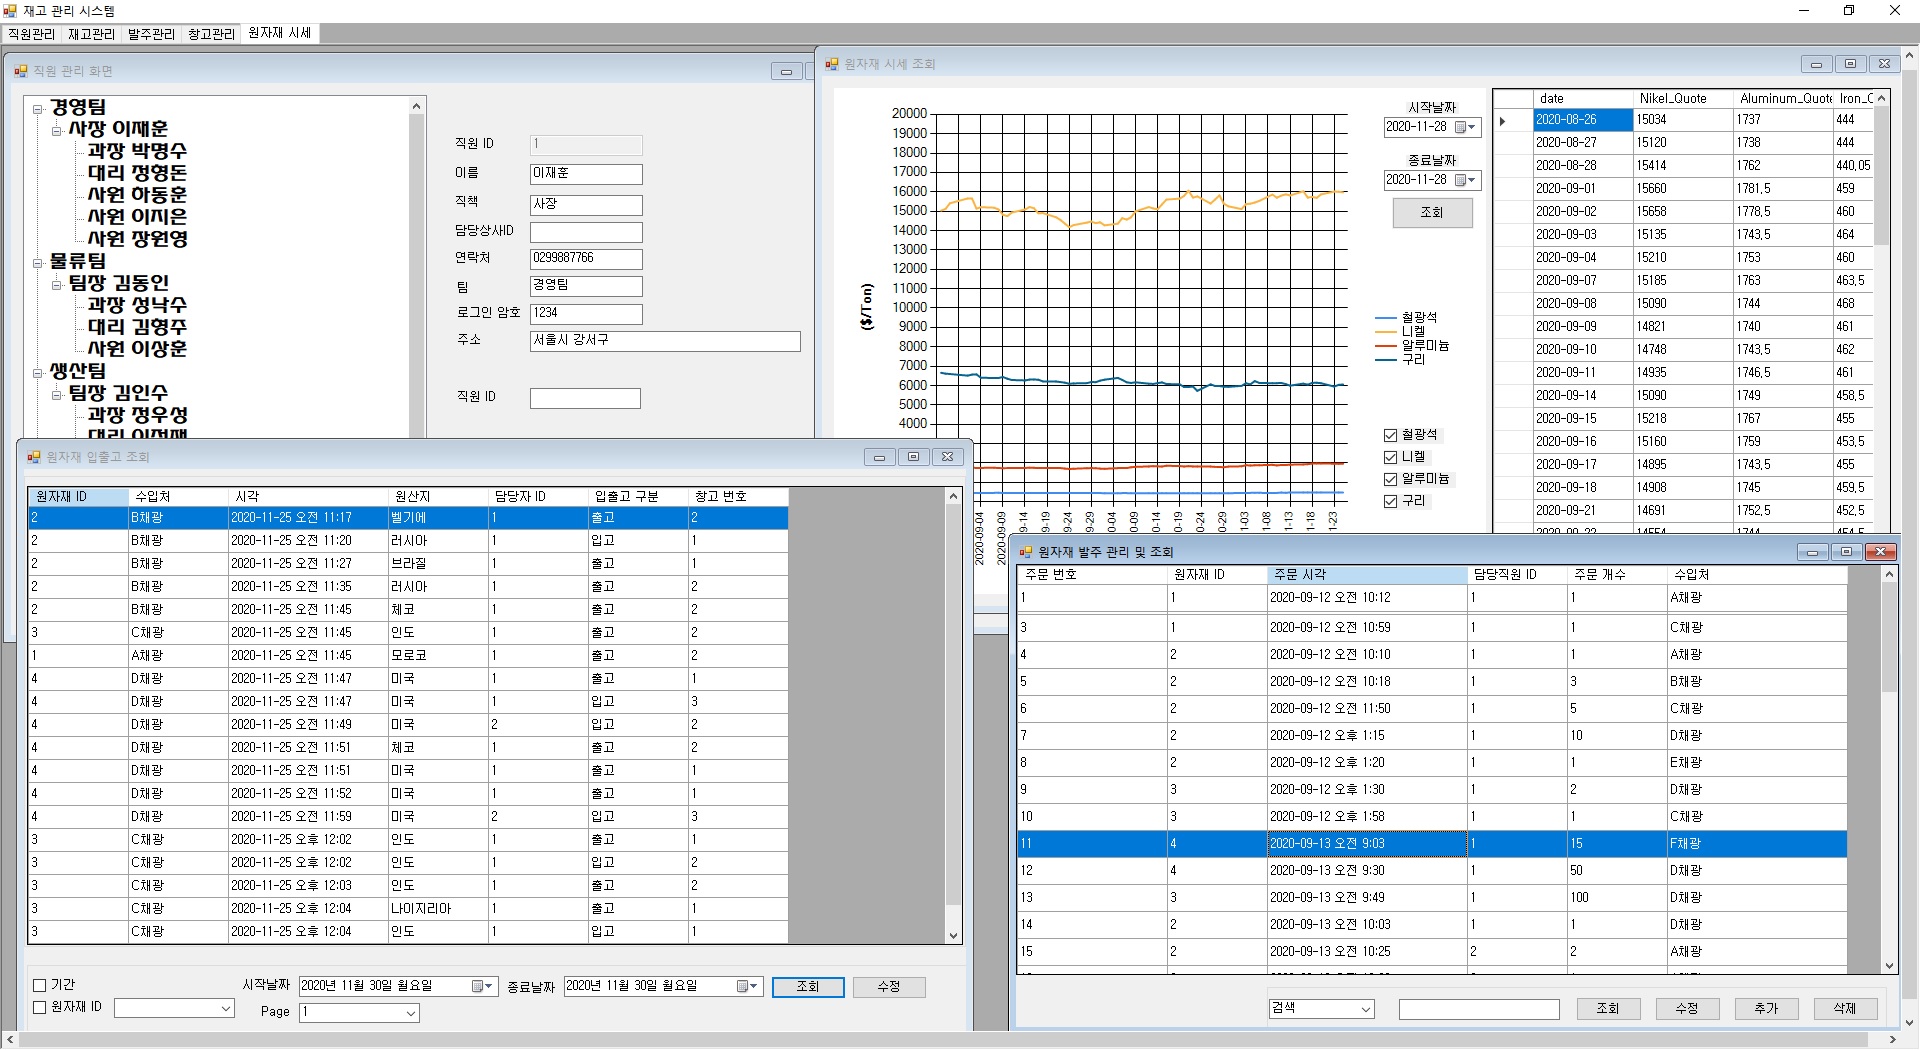 재고 관리 시스템
직원관리 재고관리 발주관리 창고관리 원자재 시세
직원 관리 화면
경영팀
사장 이재훈
과장 박명수
대리 정형돈
사원 하동훈
사원 이지은
사원 장원영
물류팀
팀장 김동인
과장 성낙수
대리 김형주
사원 이상훈
생산팀
팀장 김인수
과장 정우성
직원 ID 1
이름 이재훈
직책 사장
담당상사ID
연락처 0299887766
팀 경영팀
로그인 암호 1234
주소 서울시 강서구
직원 ID
원자재 시세 조회
20000
19000
18000
17000
16000
15000
14000
13000
12000
11000
10000
9000
8000
7000
6000
5000
4000
($/Ton)
2020-09-04
2020-09-09
9-14
9-19
9-24
9-29
0-04
0-09
0-14
0-19
0-24
0-29
1-03
1-08
1-13
1-18
1-23
시작날짜
2020-11-28
종료날짜
2020-11-28
조회
철광석
니켈
알루미늄
구리
철광석
니켈
알루미늄
구리
date Nikel_Quote Aluminum_Quote Iron_
2020-08-26 15034 1737 444
2020-08-27 15120 1738 444
2020-08-28 15414 1762 440.05
2020-09-01 15660 1781.5 459
2020-09-02 15658 1778.5 460
2020-09-03 15135 1743.5 464
2020-09-04 15210 1753 460
2020-09-07 15185 1763 463.5
2020-09-08 15090 1744 468
2020-09-09 14821 1740 461
2020-09-10 14748 1743.5 462
2020-09-11 14935 1746.5 461
2020-09-14 15090 1749 458.5
2020-09-15 15218 1767 455
2020-09-16 15160 1759 453.5
2020-09-17 14895 1743.5 455
2020-09-18 14908 1745 459.5
2020-09-21 14691 1752.5 452.5
원자재 입출고 조회
원자재 ID 수입처 시각 원산지 담당자 ID 입출고 구분 창고 번호
2 B채광 2020-11-25 오전 11:17 벨기에 1 출고 2
2 B채광 2020-11-25 오전 11:20 러시아 1 입고 1
2 B채광 2020-11-25 오전 11:27 브라질 1 출고 1
2 B채광 2020-11-25 오전 11:35 러시아 1 출고 2
2 B채광 2020-11-25 오전 11:45 체코 1 출고 2
3 C채광 2020-11-25 오전 11:45 인도 1 출고 2
1 A채광 2020-11-25 오전 11:45 모로코 1 출고 2
4 D채광 2020-11-25 오전 11:47 미국 1 출고 1
4 D채광 2020-11-25 오전 11:47 미국 1 입고 3
4 D채광 2020-11-25 오전 11:49 미국 2 입고 2
4 D채광 2020-11-25 오전 11:51 체코 1 출고 2
4 D채광 2020-11-25 오전 11:51 미국 1 출고 1
4 D채광 2020-11-25 오전 11:52 미국 1 출고 1
4 D채광 2020-11-25 오전 11:59 미국 2 입고 3
3 C채광 2020-11-25 오후 12:02 인도 1 출고 1
3 C채광 2020-11-25 오후 12:02 인도 1 입고 2
3 C채광 2020-11-25 오후 12:03 인도 1 출고 2
3 C채광 2020-11-25 오후 12:04 나이지리아 1 출고 1
3 C채광 2020-11-25 오후 12:04 인도 1 입고 1
기간 시작날짜 2020년 11월 30일 월요일 종료날짜 2020년 11월 30일 월요일 조회 수정
원자재 ID Page 1
원자재 발주 관리 및 조회
주문 번호 원자재 ID 주문 시각 담당직원 ID 주문 개수 수입처
1 1 2020-09-12 오전 10:12 1 1 A채광
3 1 2020-09-12 오전 10:59 1 1 C채광
4 2 2020-09-12 오전 10:10 1 1 A채광
5 2 2020-09-12 오전 10:18 1 3 B채광
6 2 2020-09-12 오전 11:50 1 5 C채광
7 2 2020-09-12 오후 1:15 1 10 D채광
8 2 2020-09-12 오후 1:20 1 1 E채광
9 3 2020-09-12 오후 1:30 1 2 D채광
10 3 2020-09-12 오후 1:58 1 1 C채광
11 4 2020-09-13 오전 9:03 1 15 F채광
12 4 2020-09-13 오전 9:30 1 50 D채광
13 3 2020-09-13 오전 9:49 1 100 D채광
14 2 2020-09-13 오전 10:03 1 1 D채광
15 2 2020-09-13 오전 10:25 2 2 A채광
검색 조회 수정 추가 삭제